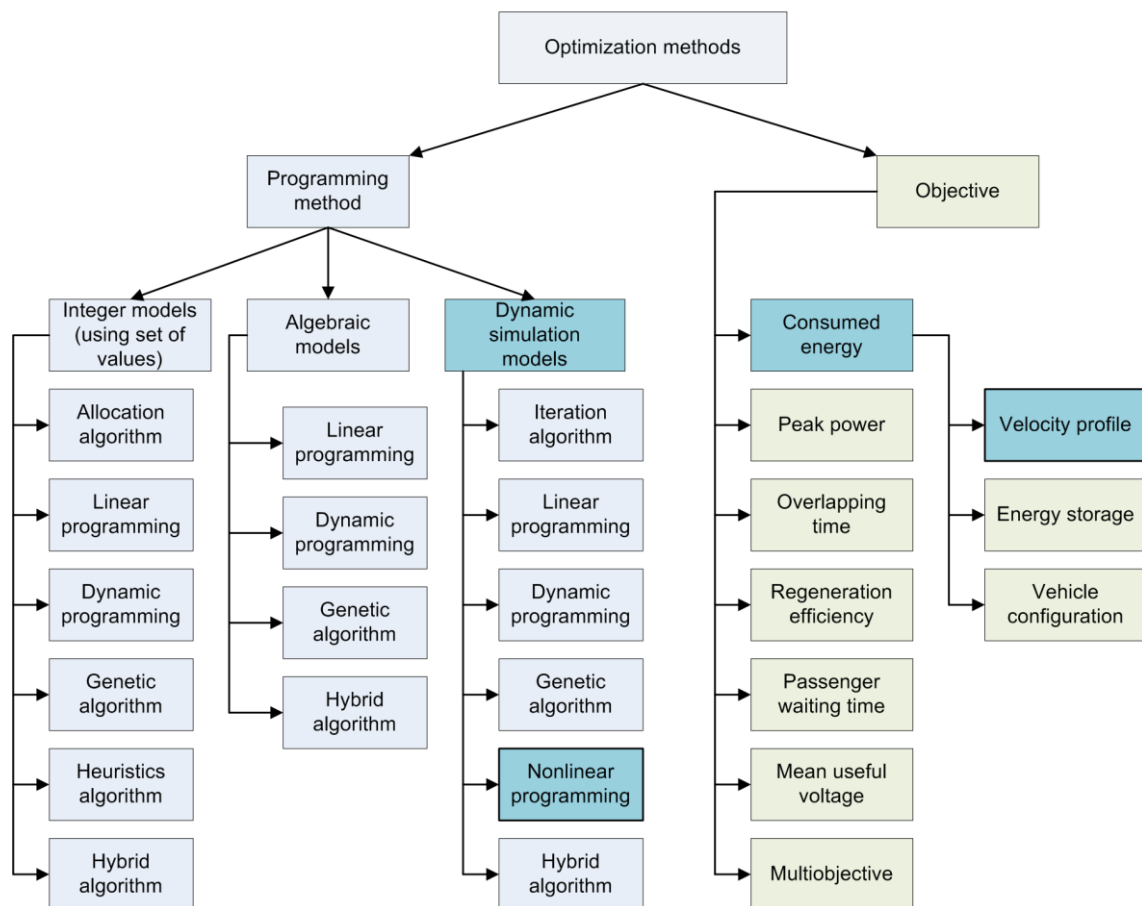 Optimization methods
Programming
method
Objective
Integer models
(using set of
values)
Algebraic
models
Dynamic
simulation
models
Consumed
energy
Allocation
algorithm
Linear
programming
Dynamic
programming
Genetic
algorithm
Heuristics
algorithm
Hybrid
algorithm
Linear
programming
Dynamic
programming
Genetic
algorithm
Hybrid
algorithm
Iteration
algorithm
Linear
programming
Dynamic
programming
Genetic
algorithm
Nonlinear
programming
Hybrid
algorithm
Peak power
Overlapping
time
Regeneration
efficiency
Passenger
waiting time
Mean useful
voltage
Multiobjective
Velocity profile
Energy storage
Vehicle
configuration